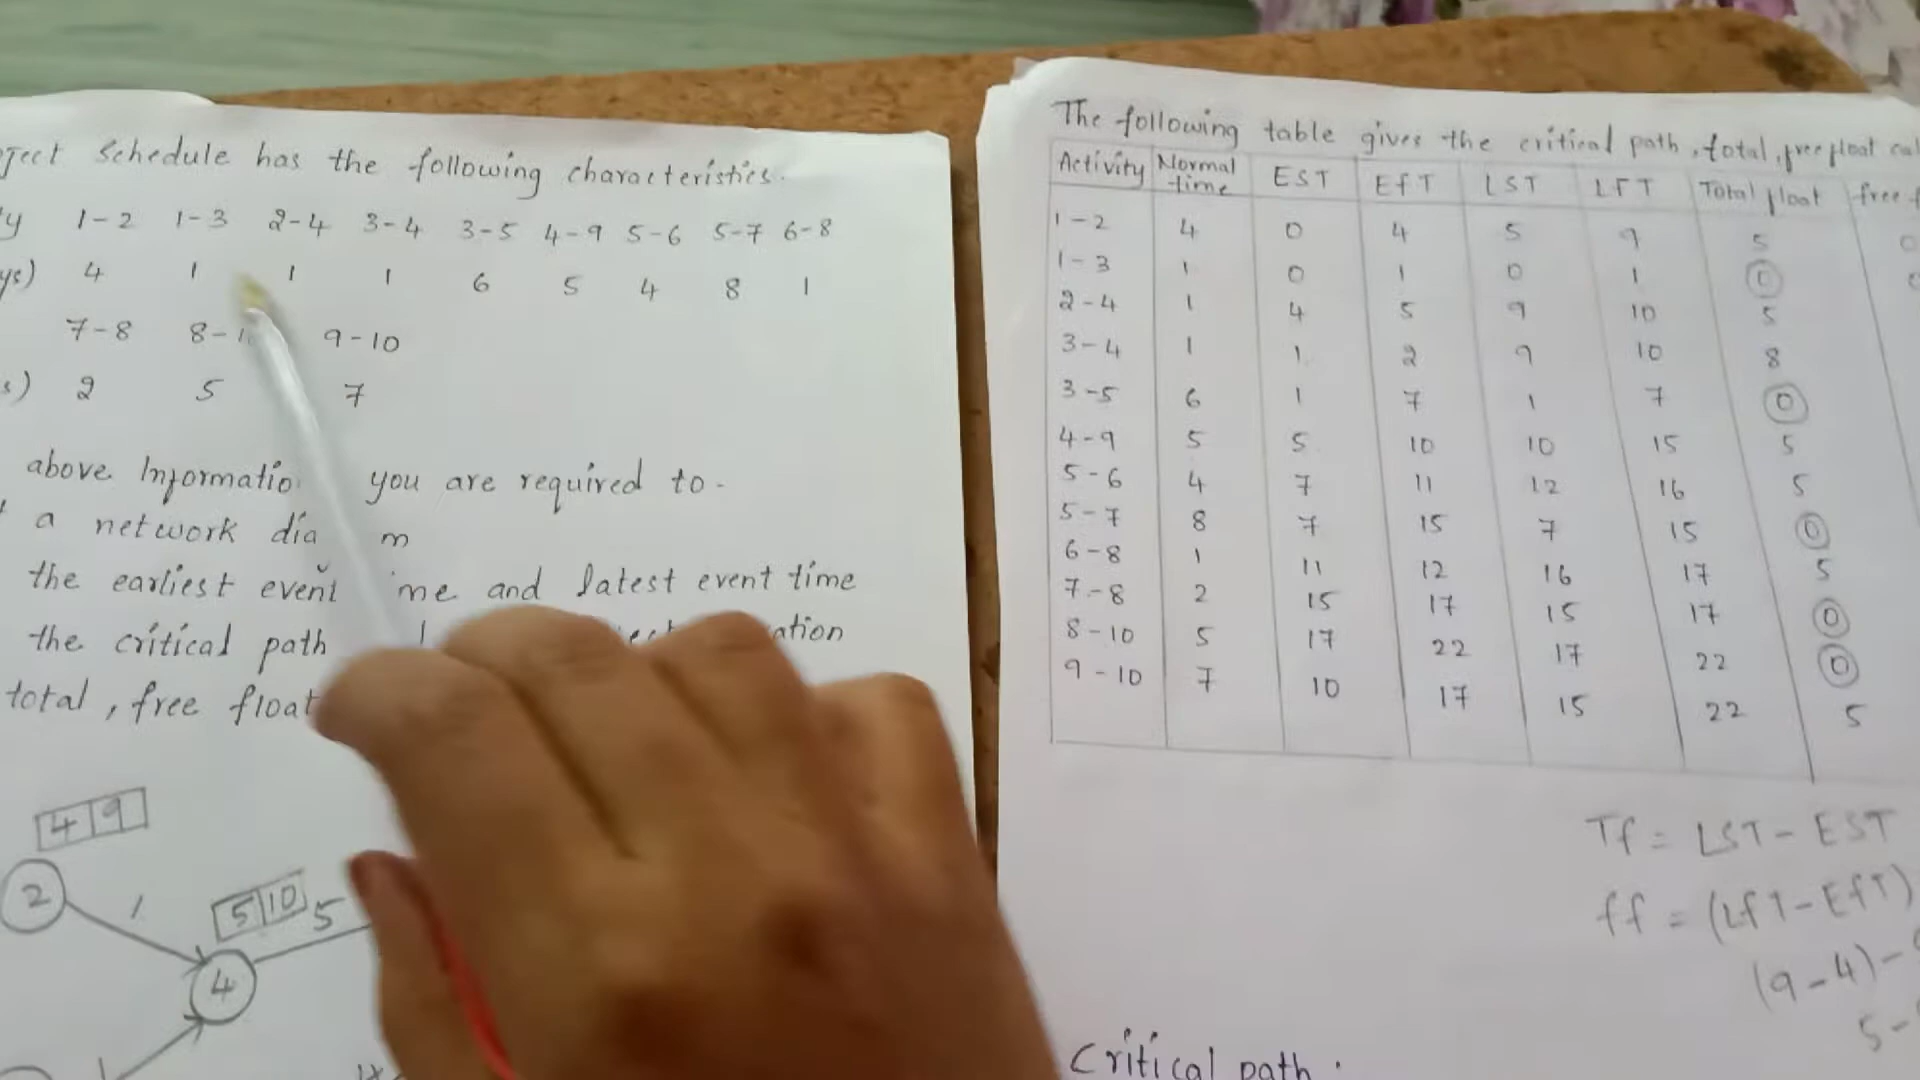 Schedule has the following characteristics.
1-2 1-3 2-4 3-4 3-5 4-9 5-6 5-7 6-8
4 1 1 1 6 5 4 8 1
7-8 9-10
2 5 7
above you are required to -
a network
the earliest and latest event time
the critical path
total, free float
4 9
2
1
5 10
5
4
1
The following table gives the critical path, total, free float
Activity Normal time EST EfT LST LFT Total float free
1-2 4 0 4 5 9 5
1-3 1 0 1 0 1 0
2-4 1 4 5 9 10 5
3-4 1 1 2 9 10 8
3-5 6 1 7 1 7 0
4-9 5 5 10 10 15 5
5-6 4 7 11 12 16 5
5-7 8 7 15 7 15 0
6-8 1 11 12 16 17 5
7-8 2 15 17 15 17 0
8-10 5 17 22 17 22 0
9-10 7 10 17 15 22 5
Tf = LST - EST
ff = (LfT - EfT)
(9-4) -
5 -
Critical path :